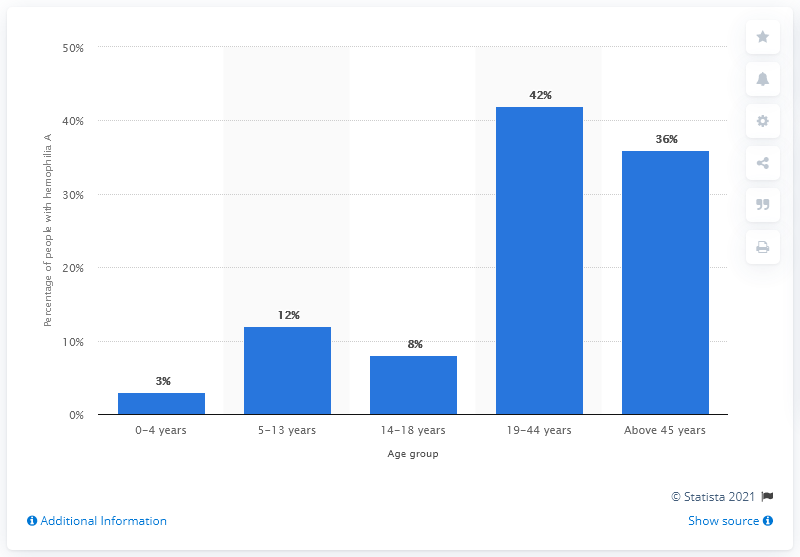 50%
40%
30%
20%
10%
0%
Percentage of people with hemophilia A
3%
12%
8%
42%
36%
0–4 years
5–13 years
14–18 years
19–44 years
Above 45 years
Age group
© Statista 2021
Additional Information
Show source